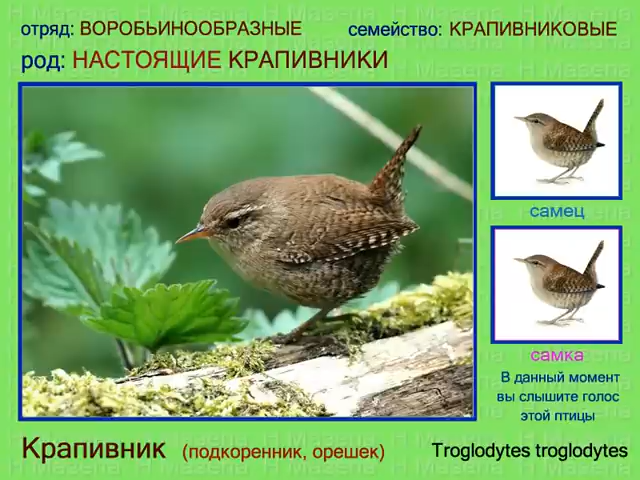 отряд: ВОРОБЬИНООБРАЗНЫЕ семейство: КРАПИВНИКОВЫЕ
род: НАСТОЯЩИЕ КРАПИВНИКИ
самец
самка
В данный момент
вы слышите голос
этой птицы
Крапивник (подкоренник, орешек) Troglodytes troglodytes